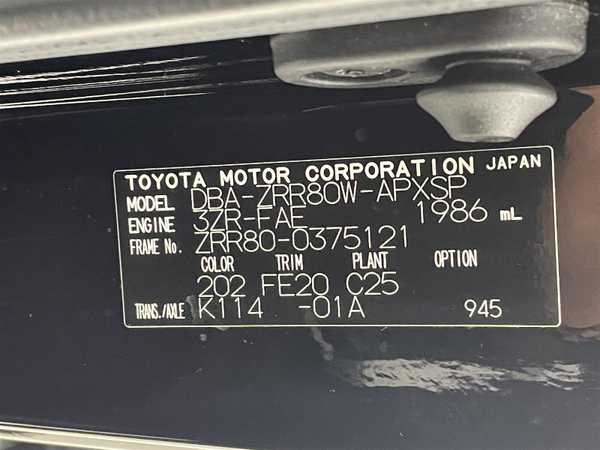 TOYOTA MOTOR CORPORATION JAPAN
MODEL DBA-ZRR80W-APXSP
ENGINE 3ZR-FAE 1986 mL
FRAME No. ZRR80-0375121
COLOR TRIM PLANT OPTION
202 FE20 C25
TRANS./AXLE K114 -01A 945